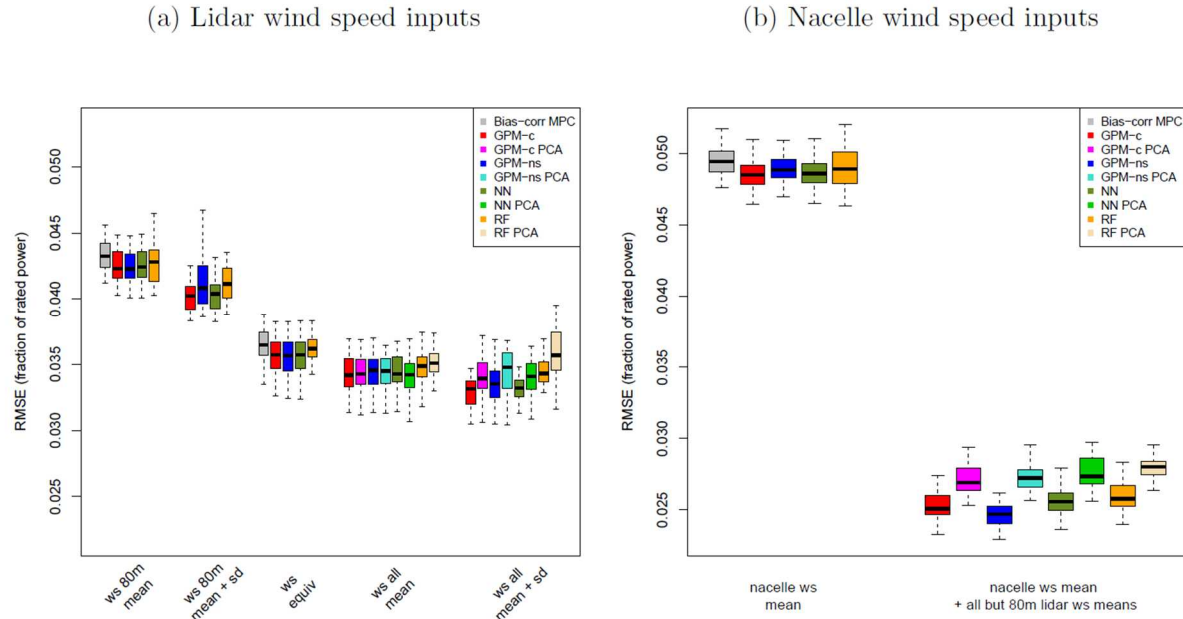 (a) Lidar wind speed inputs
RMSE (fraction of rated power)
0.050
0.045
0.040
0.035
0.030
0.025
Bias-corr MPC
GPM-c
GPM-c PCA
GPM-ns
GPM-ns PCA
NN
NN PCA
RF
RF PCA
ws 80m
mean
ws 80m
mean + sd
ws
equiv
ws all
mean
ws all
mean + sd
(b) Nacelle wind speed inputs
RMSE (fraction of rated power)
0.050
0.045
0.040
0.035
0.030
0.025
Bias-corr MPC
GPM-c
GPM-c PCA
GPM-ns
GPM-ns PCA
NN
NN PCA
RF
RF PCA
nacelle ws
mean
nacelle ws mean
+ all but 80m lidar ws means